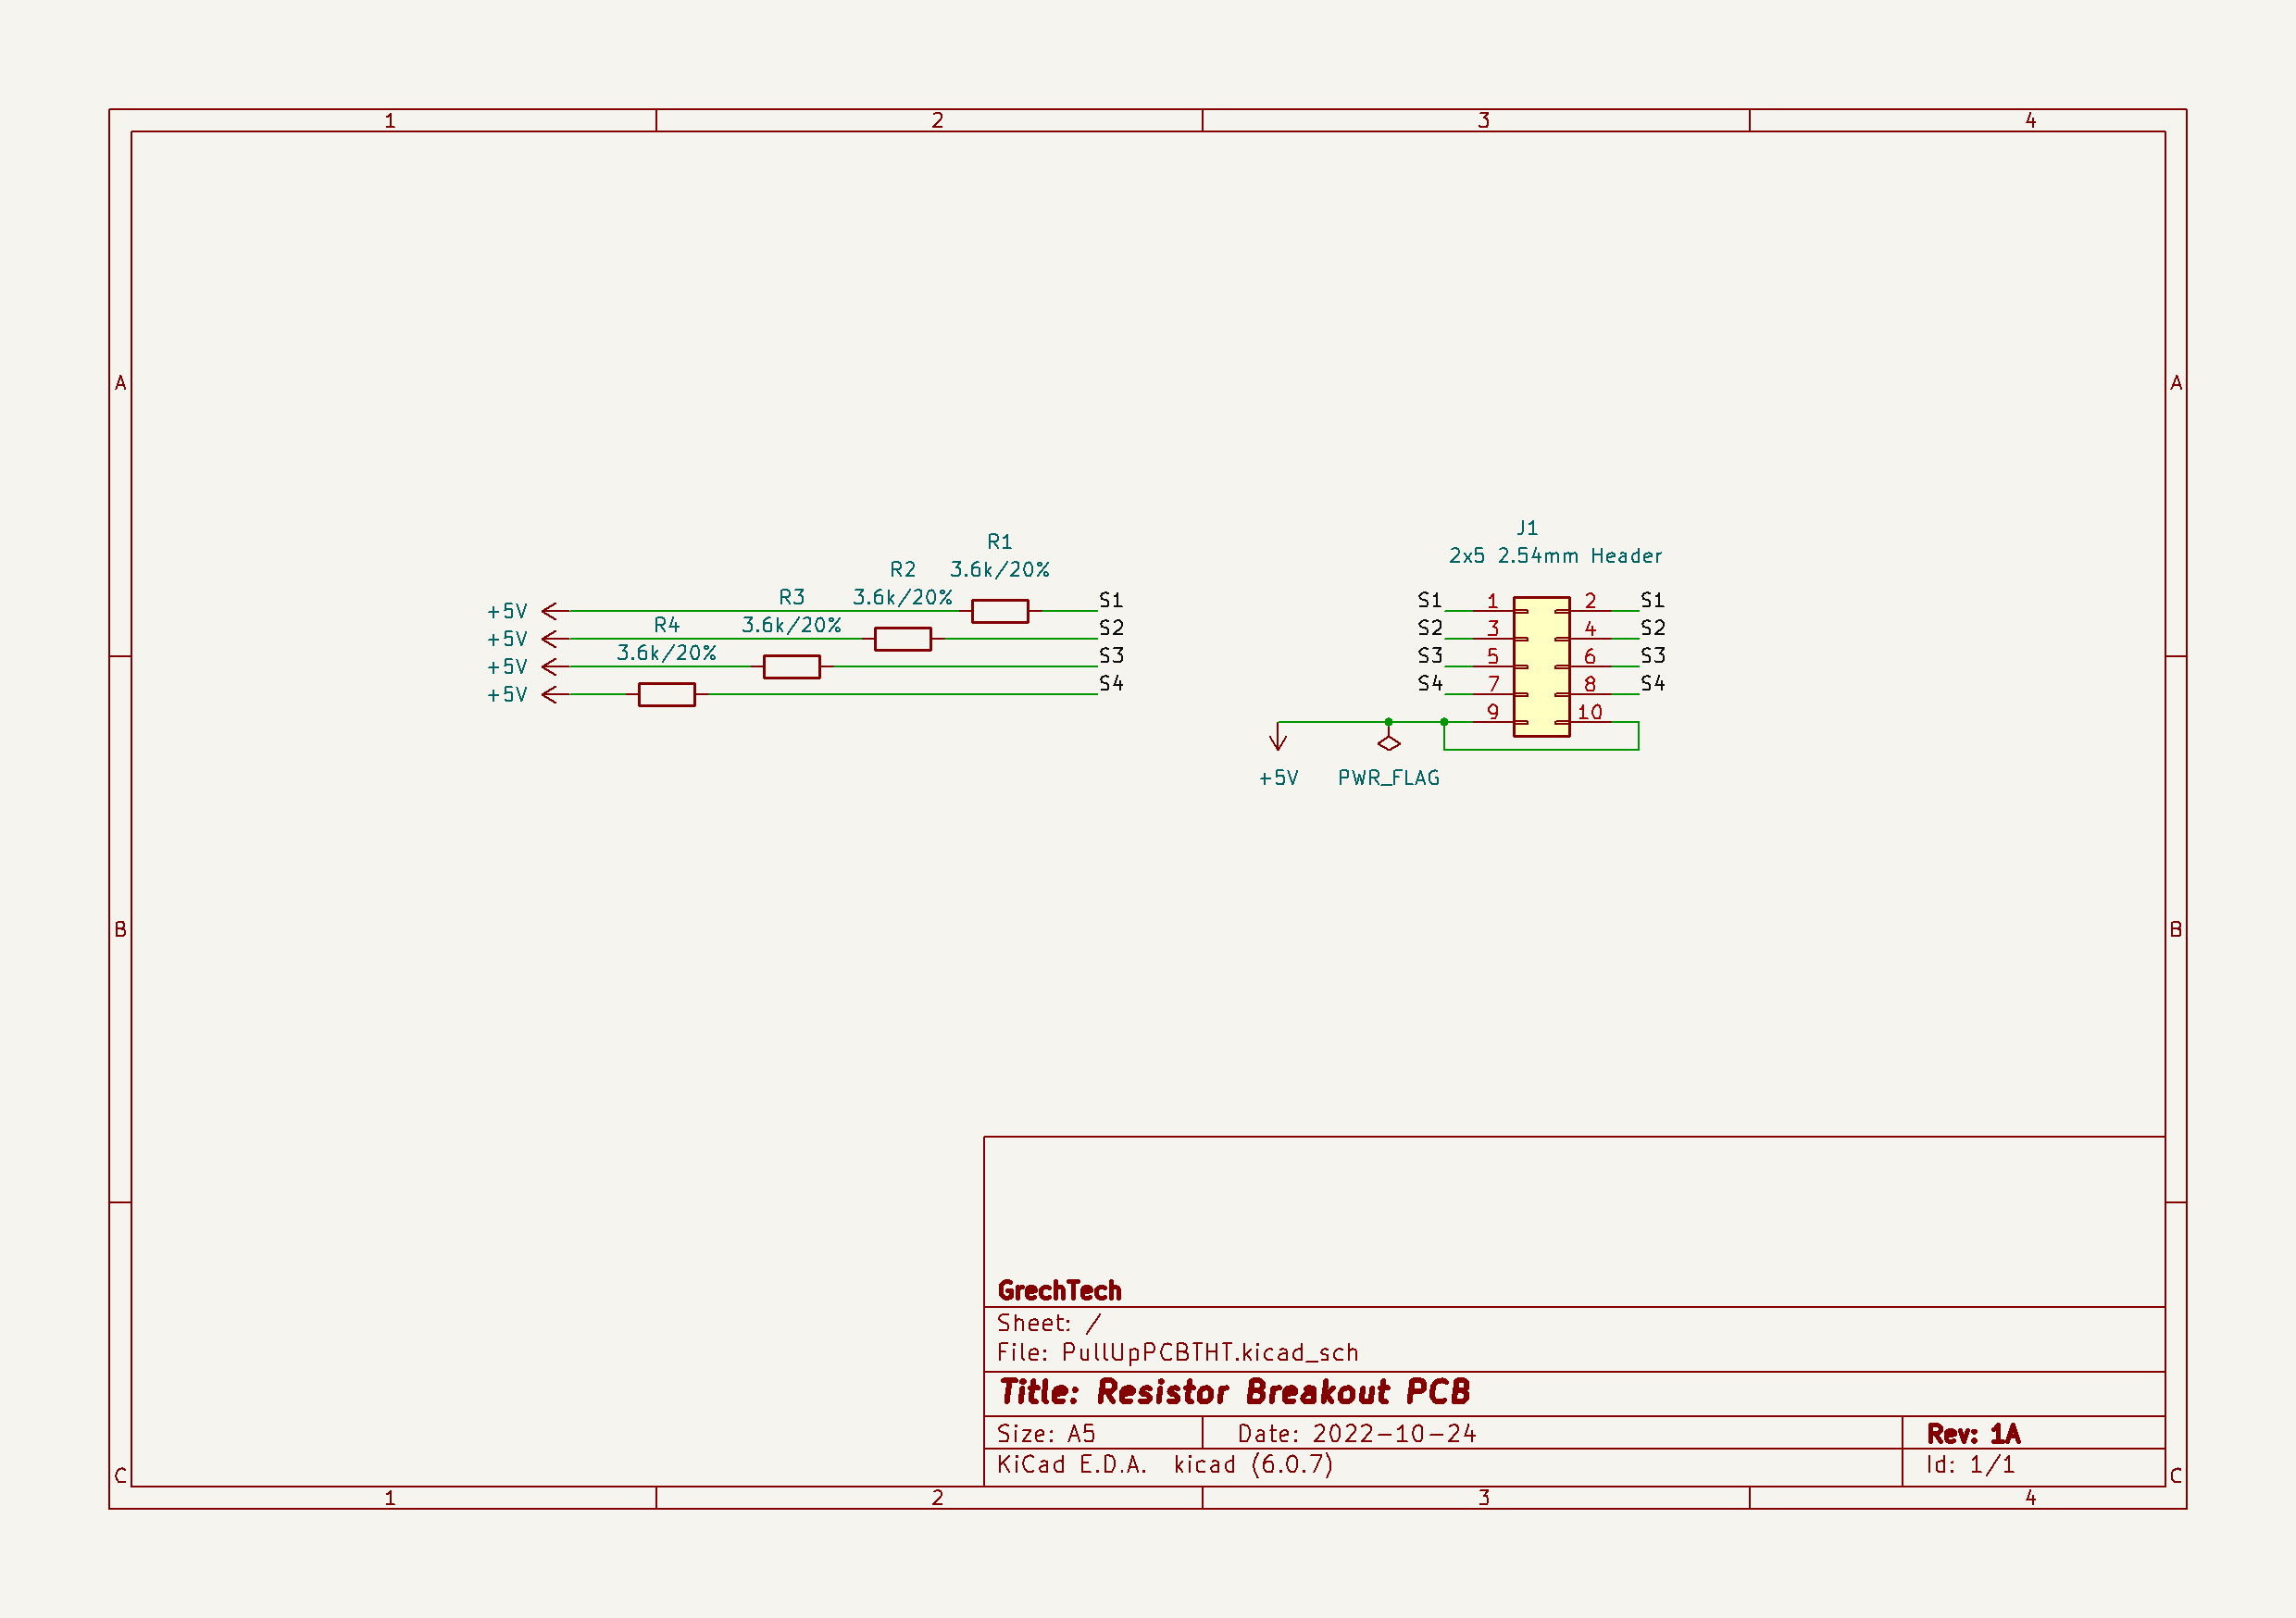 1 2 3 4
A A
J1
R1 2x5 2.54mm Header
R2 3.6k/20%
R3 3.6k/20% S1 S1 1 2 S1
+5V
R4 3.6k/20% S2 S2 3 4 S2
+5V
3.6k/20% S3 S3 5 6 S3
+5V
S4 S4 7 8 S4
+5V
9 10
+5V PWR_FLAG
B B
GrechTech
Sheet: /
File: PullUpPCBTHT.kicad_sch
Title: Resistor Breakout PCB
Size: A5 Date: 2022-10-24 Rev: 1A
KiCad E.D.A. kicad (6.0.7) Id: 1/1
C C
1 2 3 4